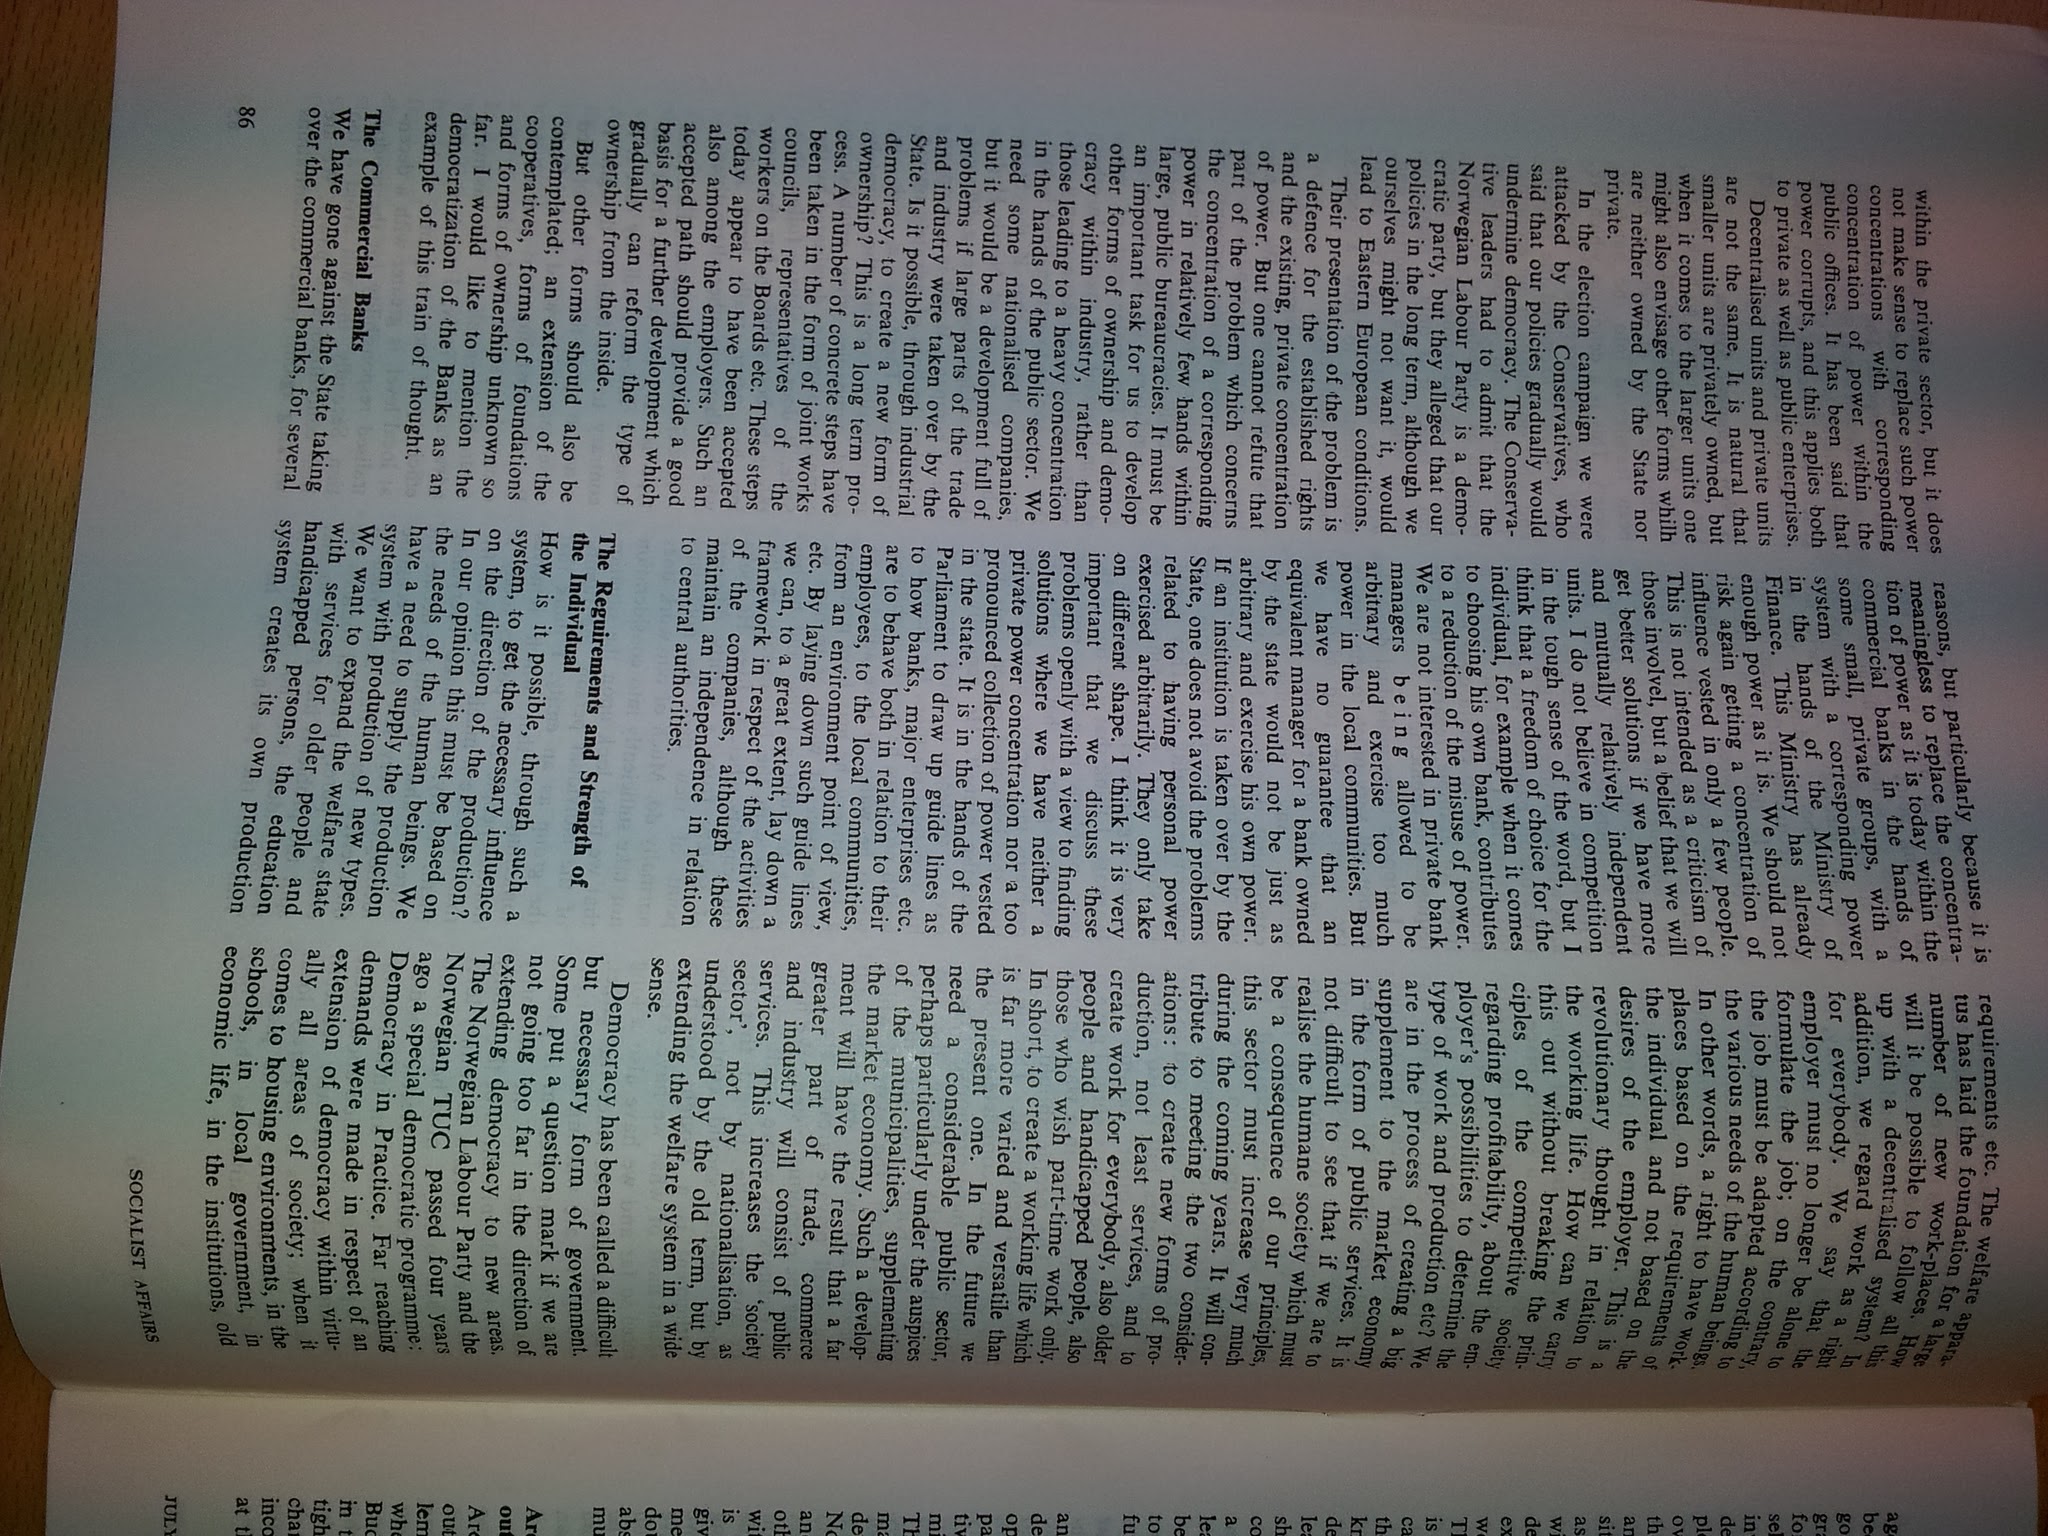 within the private sector, but it does
not make sense to replace such power
concentrations with corresponding
concentration of power within the
public offices. It has been said that
power corrupts, and this applies both
to private as well as public enterprises.
Decentralised units and private units
are not the same. It is natural that
smaller units are privately owned, but
when it comes to the larger units one
might also envisage other forms whilh
are neither owned by the State nor
private.
In the election campaign we were
attacked by the Conservatives, who
said that our policies gradually would
undermine democracy. The Conserva-
tive leaders had to admit that the
Norwegian Labour Party is a demo-
cratic party, but they alleged that our
policies in the long term, although we
ourselves might not want it, would
lead to Eastern European conditions.
Their presentation of the problem is
a defence for the established rights
and the existing, private concentration
of power. But one cannot refute that
part of the problem which concerns
the concentration of a corresponding
power in relatively few hands within
large, public bureaucracies. It must be
an important task for us to develop
other forms of ownership and demo-
cracy within industry, rather than
those leading to a heavy concentration
in the hands of the public sector. We
need some nationalised companies,
but it would be a development full of
problems if large parts of the trade
and industry were taken over by the
State. Is it possible, through industrial
democracy, to create a new form of
ownership? This is a long term pro-
cess. A number of concrete steps have
been taken in the form of joint works
councils, representatives of the
workers on the Boards etc. These steps
today appear to have been accepted
also among the employers. Such an
accepted path should provide a good
basis for a further development which
gradually can reform the type of
ownership from the inside.
But other forms should also be
contemplated; an extension of the
cooperatives, forms of foundations
and forms of ownership unknown so
far. I would like to mention the
democratization of the Banks as an
example of this train of thought.
The Commercial Banks
We have gone against the State taking
over the commercial banks, for several
86
reasons, but particularly because it is
meaningless to replace the concentra-
tion of power as it is today within the
commercial banks in the hands of
some small, private groups, with a
system with a corresponding power
in the hands of the Ministry of
Finance. This Ministry has already
enough power as it is. We should not
risk again getting a concentration of
influence vested in only a few people.
This is not intended as a criticism of
those involvel, but a belief that we will
get better solutions if we have more
and mutually relatively independent
units. I do not believe in competition
in the tough sense of the word, but I
think that a freedom of choice for the
individual, for example when it comes
to choosing his own bank, contributes
to a reduction of the misuse of power.
We are not interested in private bank
managers being allowed to be
arbitrary and exercise too much
power in the local communities. But
we have no guarantee that an
equivalent manager for a bank owned
by the state would not be just as
arbitrary and exercise his own power.
If an institution is taken over by the
State, one does not avoid the problems
related to having personal power
exercised arbitrarily. They only take
on different shape. I think it is very
important that we discuss these
problems openly with a view to finding
solutions where we have neither a
private power concentration nor a too
pronounced collection of power vested
in the state. It is in the hands of the
Parliament to draw up guide lines as
to how banks, major enterprises etc.
are to behave both in relation to their
employees, to the local communities,
from an environment point of view,
etc. By laying down such guide lines
we can, to a great extent, lay down a
framework in respect of the activities
of the companies, although these
maintain an independence in relation
to central authorities.
The Reguirements and Strength of
the Individual
How is it possible, through such a
system, to get the necessary influence
on the direction of the production?
In our opinion this must be based on
the needs of the human beings. We
have a need to supply the production
system with production of new types.
We want to expand the welfare state
with services for older people and
handicapped persons, the education
system creates its own production
requirements etc. The welfare appara-
tus has laid the foundation for a large
number of new work-places. How
will it be possible to follow all this
up with a decentralised system? In
addition, we regard work as a right
for everybody. We say that the
employer must no longer be alone to
formulate the job; on the contrary,
the job must be adapted according to
the various needs of the human beings.
In other words, a right to have work-
places based on the requirements of
the individual and not based on the
desires of the employer. This is a
revolutionary thought in relation to
the working life. How can we carry
this out without breaking the prin-
ciples of the competitive society
regarding profitability, about the em-
ployer's possibilities to determine the
type of work and production etc? We
are in the process of creating a big
supplement to the market economy
in the form of public services. It is
not difficult to see that if we are to
realise the humane society which must
be a consequence of our principles,
this sector must increase very much
during the coming years. It will con-
tribute to meeting the two consider-
ations: to create new forms of pro-
duction, not least services, and to
create work for everybody, also older
people and handicapped people, also
those who wish part-time work only.
In short, to create a working life which
is far more varied and versatile than
the present one. In the future we
need a considerable public sector,
perhaps particularly under the auspices
of the municipalities, supplementing
the market economy. Such a develop-
ment will have the result that a far
greater part of trade, commerce
and industry will consist of public
services. This increases the 'society
sector', not by nationalisation, as
understood by the old term, but by
extending the welfare system in a wide
sense.
Democracy has been called a difficult
but necessary form of government.
Some put a question mark if we are
not going too far in the direction of
extending democracy to new areas.
The Norwegian Labour Party and the
Norwegian TUC passed four years
ago a special democratic programme:
Democracy in Practice. Far reaching
demands were made in respect of an
extension of democracy within virtu-
ally all areas of society; when it
comes to housing environments, in the
schools, in local government, in
economic life, in the institutions, old
SOCIALIST AFFAIRS
JULY